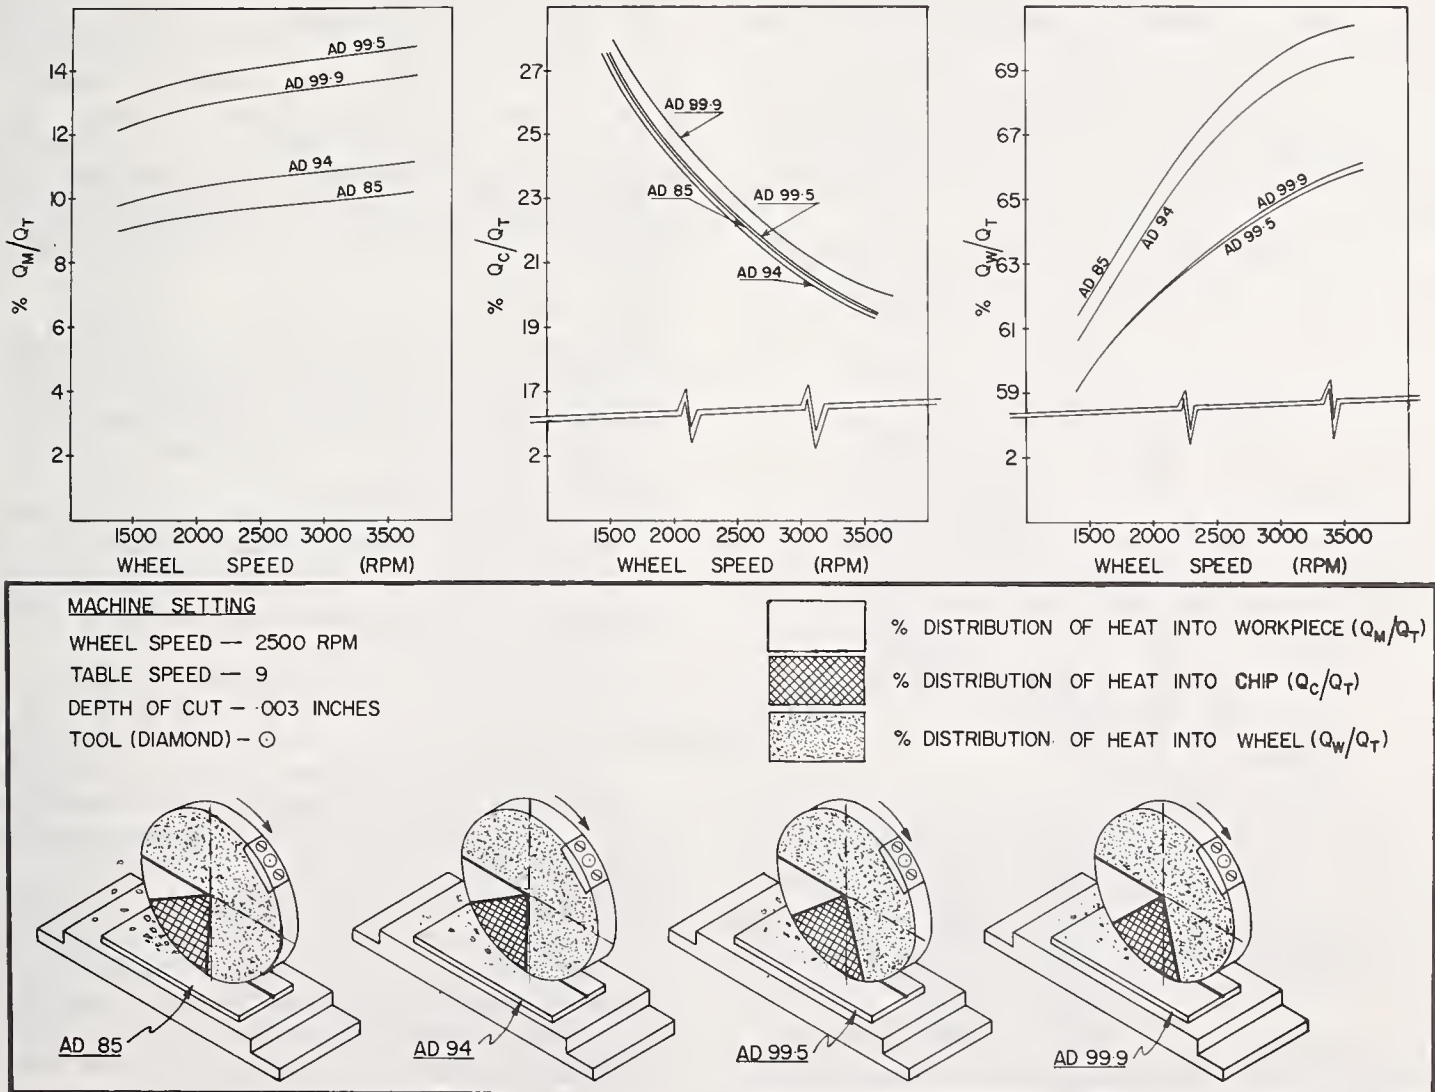 14
12
10
8
6
4
2
% Q_M/Q_T
AD 99·5
AD 99·9
AD 94
AD 85
1500 2000 2500 3000 3500
WHEEL SPEED (RPM)
27
25
23
21
19
17
2
% Q_C/Q_T
AD 99·9
AD 85
AD 99·5
AD 94
1500 2000 2500 3000 3500
WHEEL SPEED (RPM)
69
67
65
63
61
59
2
% Q_W/Q_T
AD 85
AD 94
AD 99·9
AD 99·5
1500 2000 2500 3000 3500
WHEEL SPEED (RPM)
MACHINE SETTING
WHEEL SPEED — 2500 RPM
TABLE SPEED — 9
DEPTH OF CUT — ·003 INCHES
TOOL (DIAMOND) — ⊙
% DISTRIBUTION OF HEAT INTO WORKPIECE (Q_M/Q_T)
% DISTRIBUTION OF HEAT INTO CHIP (Q_C/Q_T)
% DISTRIBUTION OF HEAT INTO WHEEL (Q_W/Q_T)
AD 85
AD 94
AD 99·5
AD 99·9